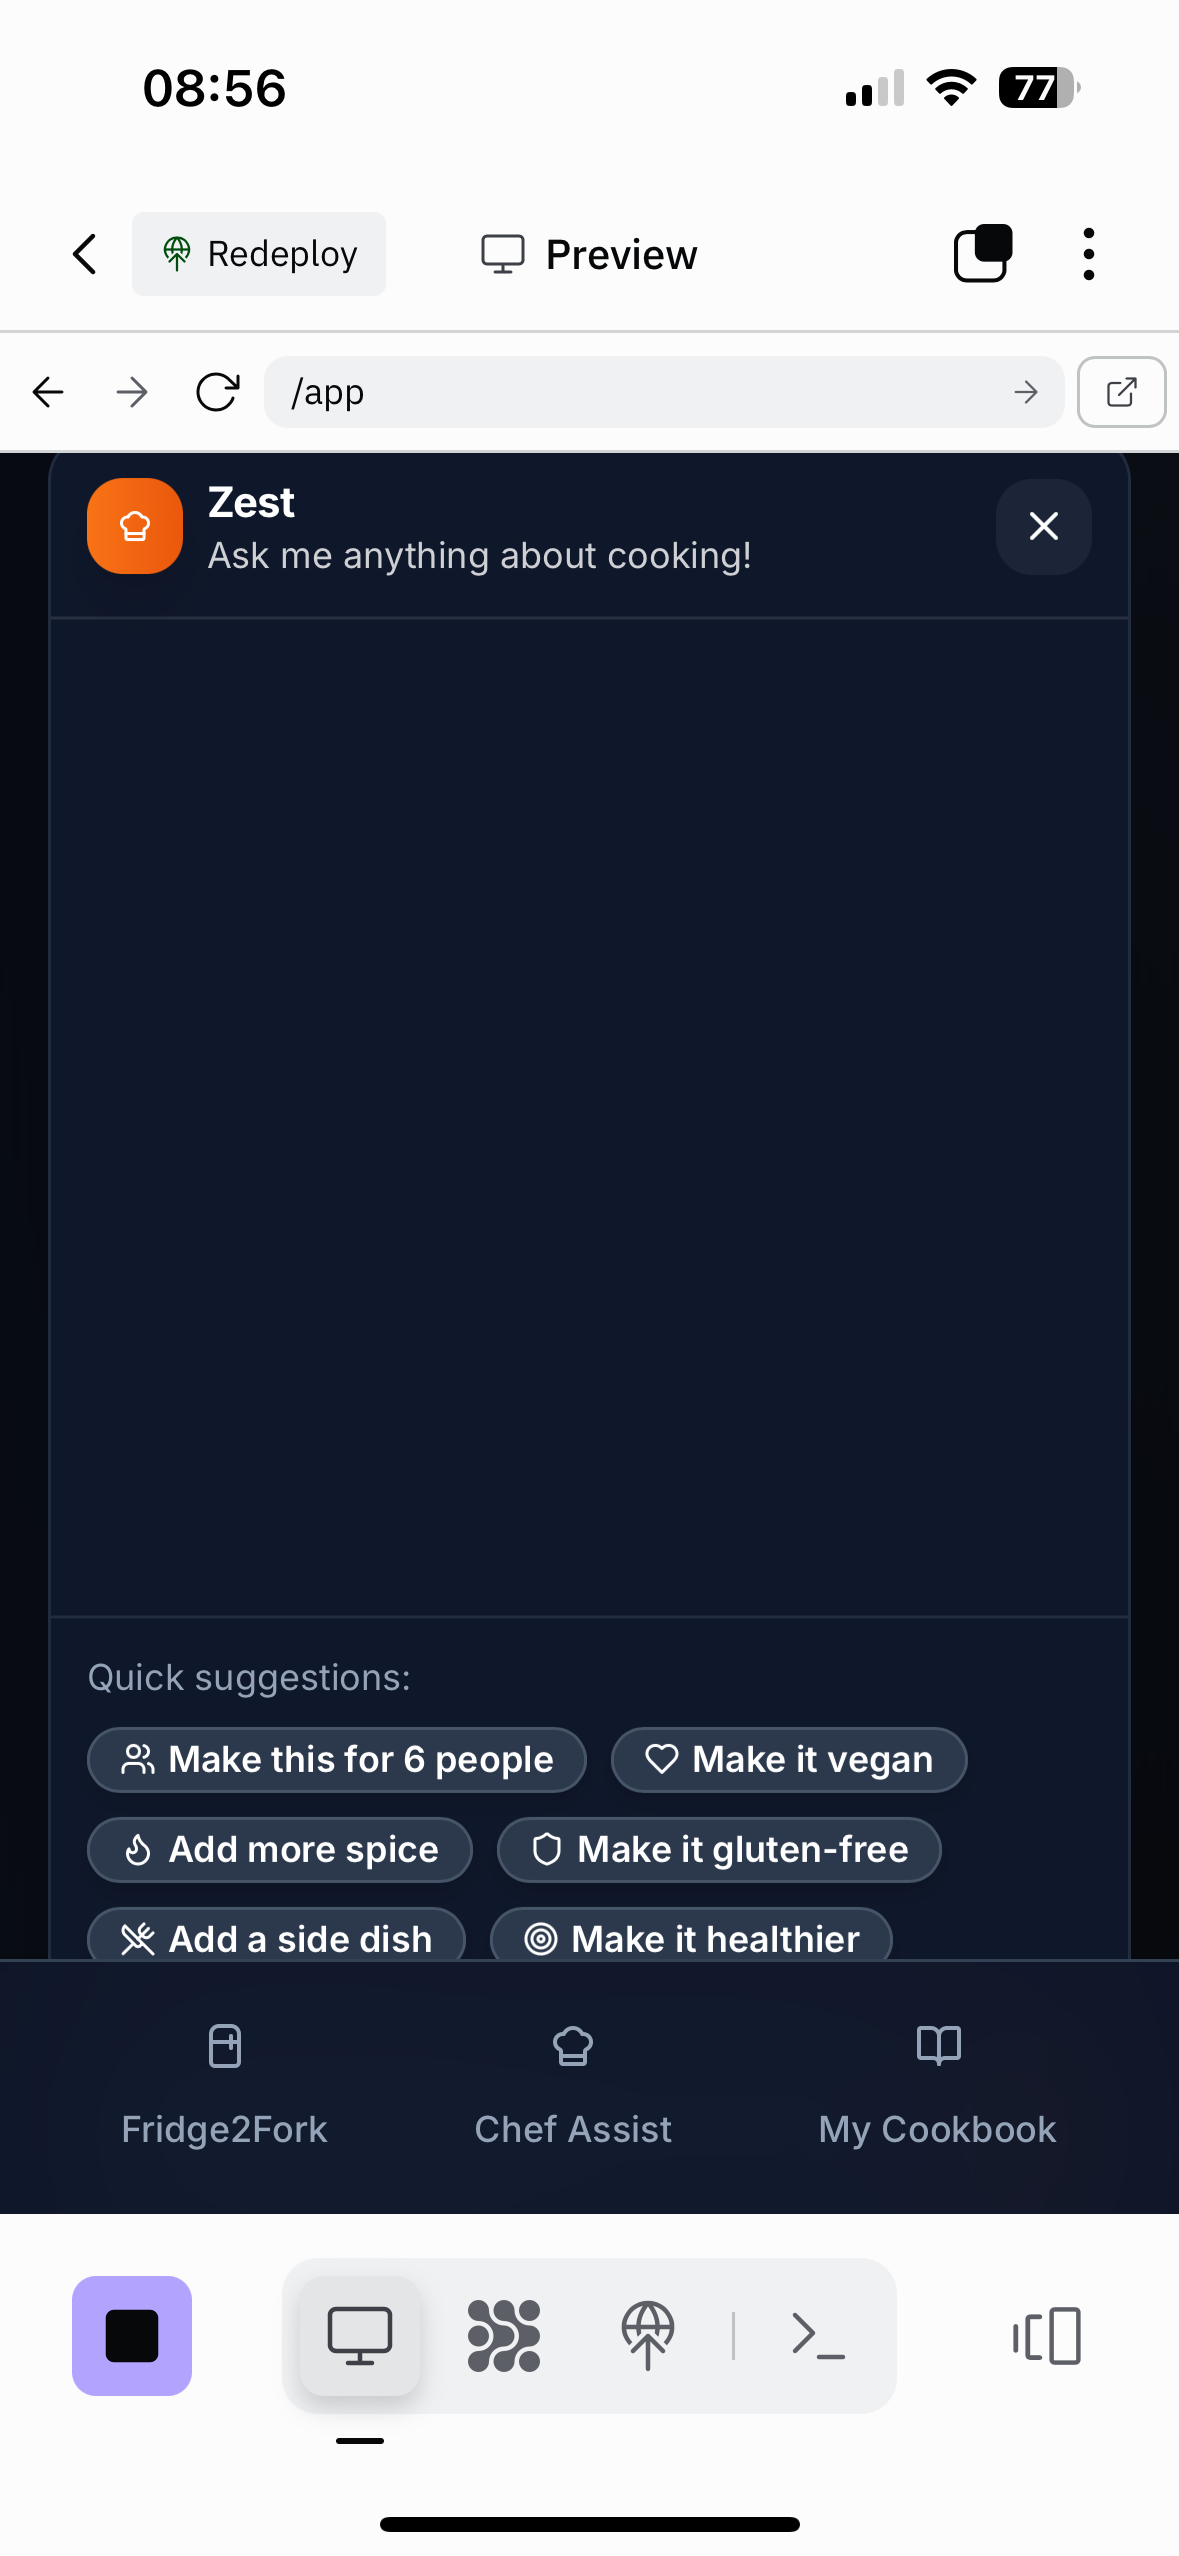 08:56
77
Redeploy
Preview
/app
Zest
Ask me anything about cooking!
Quick suggestions:
Make this for 6 people
Make it vegan
Add more spice
Make it gluten-free
Add a side dish
Make it healthier
Fridge2Fork
Chef Assist
My Cookbook